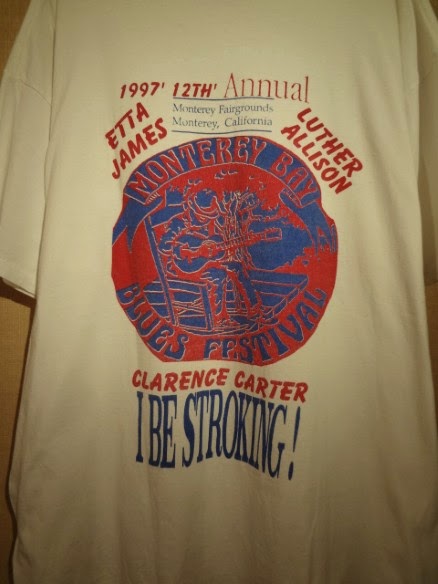 1997' 12TH' Annual
Monterey Fairgrounds
Monterey, California
ETTA
JAMES
LUTHER
ALLISON
MONTEREY BAY
BLUES FESTIVAL
CLARENCE CARTER
I BE STROKING!